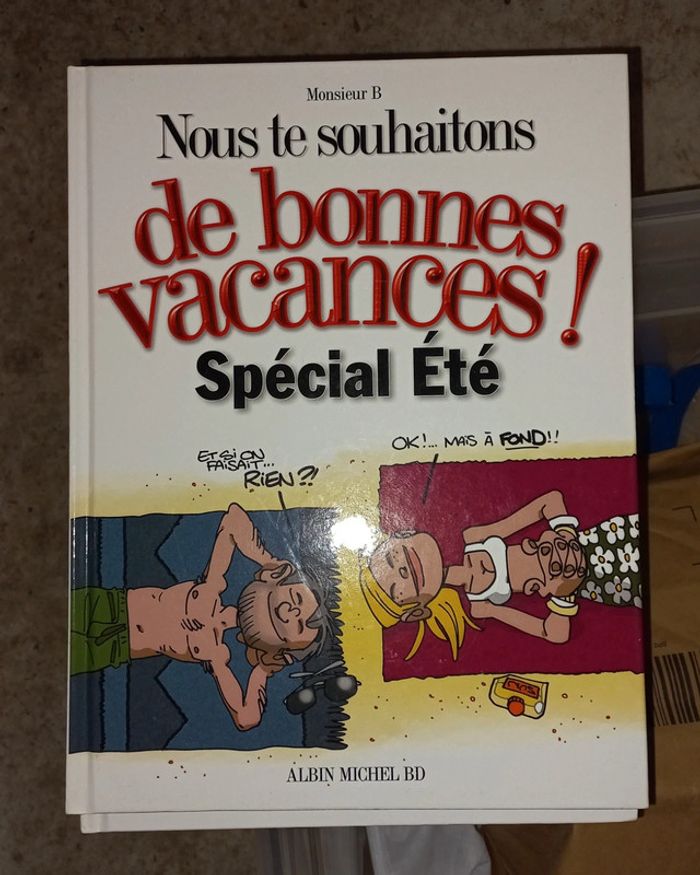 Monsieur B
Nous te souhaitons
de bonnes
vacances !
Spécial Été
ET SI ON
FAISAIT...
RIEN ?!
OK !... MAIS À FOND !!
SUN
ALBIN MICHEL BD